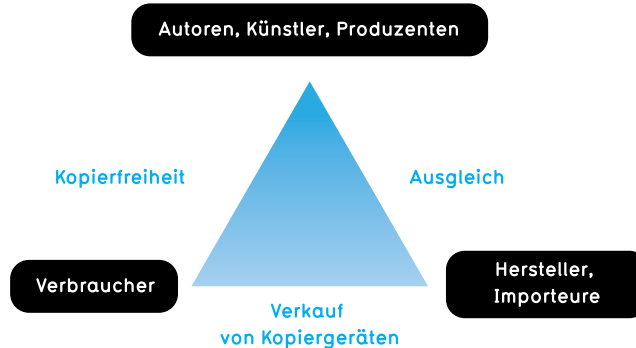 Autoren, Künstler, Produzenten
Kopierfreiheit
Ausgleich
Verbraucher
Hersteller,
Importeure
Verkauf
von Kopiergeräten